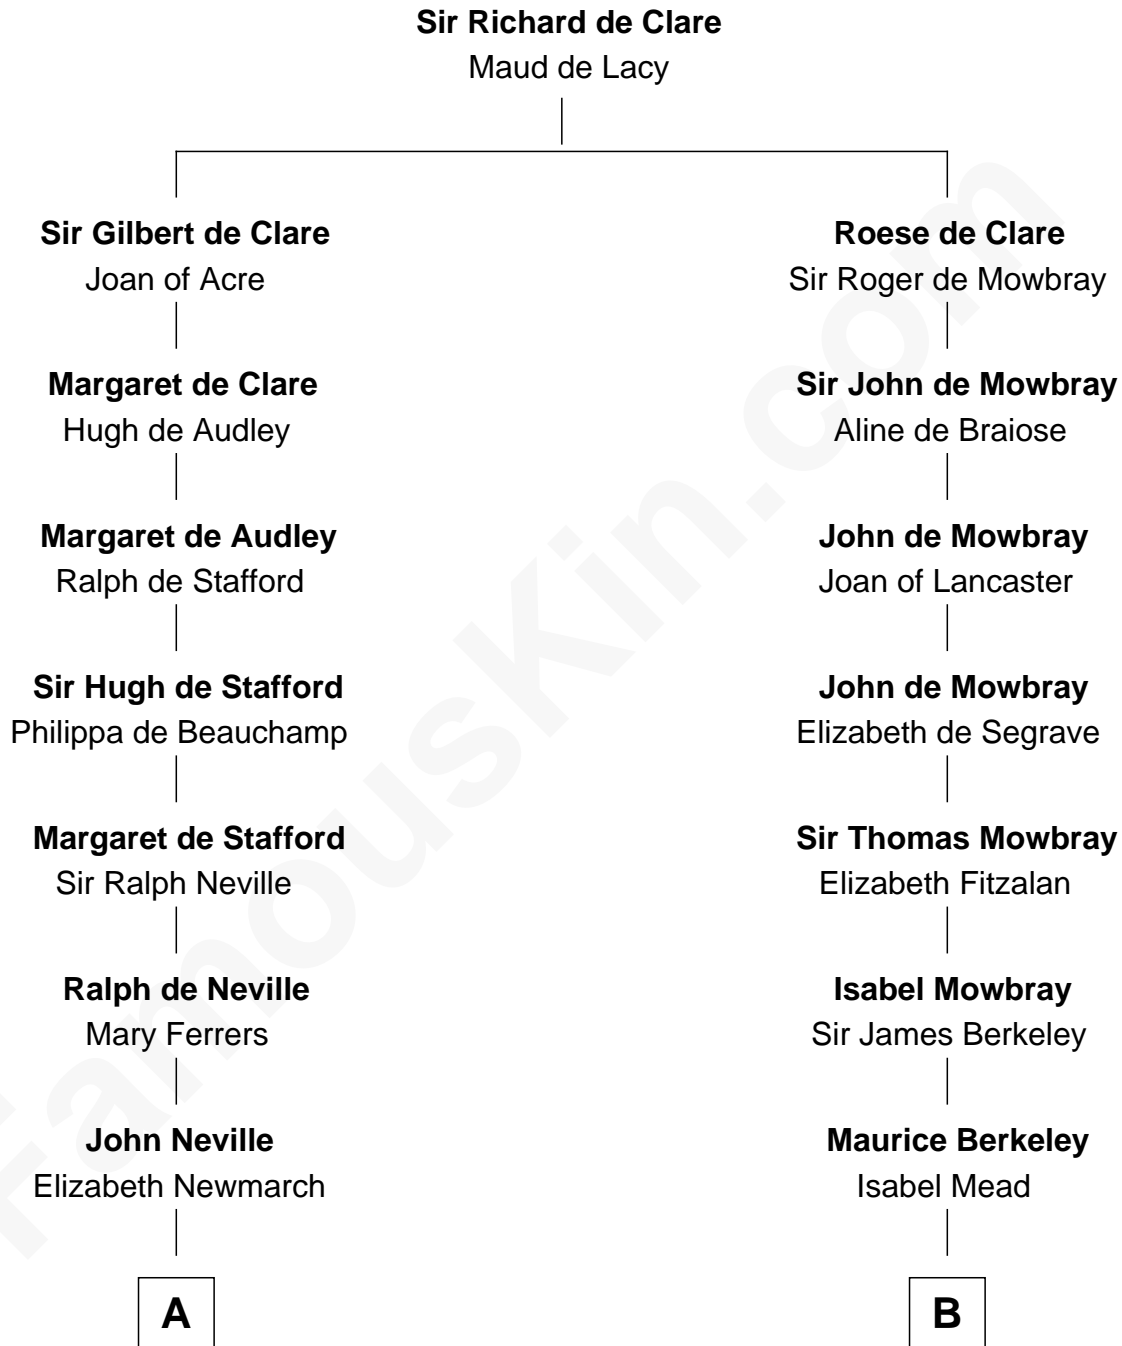 Sir Richard de Clare
Maud de Lacy
Sir Gilbert de Clare
Joan of Acre
Roese de Clare
Sir Roger de Mowbray
Margaret de Clare
Hugh de Audley
Sir John de Mowbray
Aline de Braiose
Margaret de Audley
Ralph de Stafford
John de Mowbray
Joan of Lancaster
Sir Hugh de Stafford
Philippa de Beauchamp
John de Mowbray
Elizabeth de Segrave
Margaret de Stafford
Sir Ralph Neville
Sir Thomas Mowbray
Elizabeth Fitzalan
Ralph de Neville
Mary Ferrers
Isabel Mowbray
Sir James Berkeley
John Neville
Elizabeth Newmarch
Maurice Berkeley
Isabel Mead
A
B
FamousKin.com